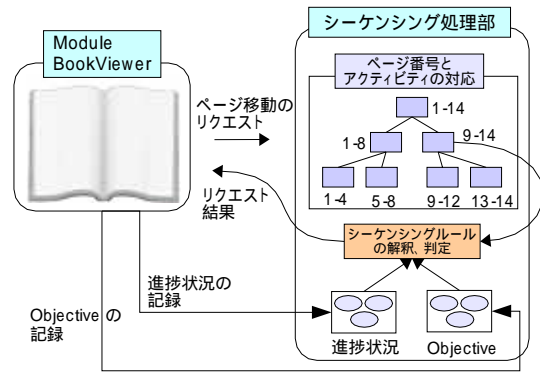 Module
BookViewer
シーケンシング処理部
ページ番号と
アクティビティの対応
1-14
1-8
9-14
1-4
5-8
9-12
13-14
ページ移動の
リクエスト
リクエスト
結果
シーケンシングルール
の解釈、判定
進捗状況の
記録
Objective の
記録
進捗状況
Objective